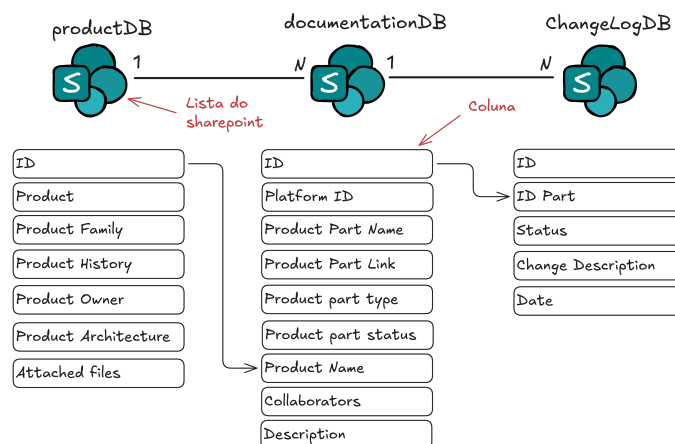 productDB
documentationDB
ChangeLogDB
S
1
N
S
1
N
S
Lista do
sharepoint
Coluna
ID
Product
Product Family
Product History
Product Owner
Product Architecture
Attached files
ID
Platform ID
Product Part Name
Product Part Link
Product part type
Product part status
Product Name
Collaborators
Description
ID
ID Part
Status
Change Description
Date